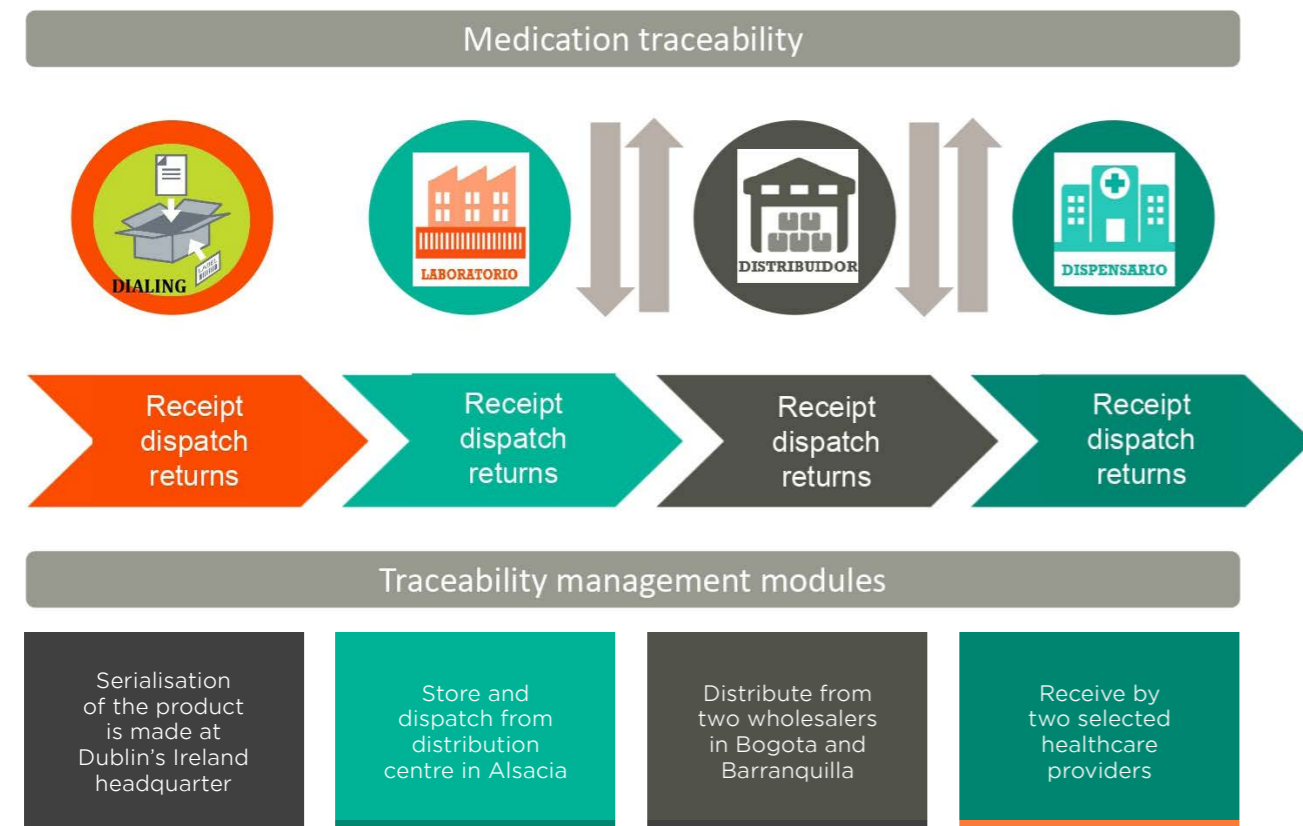 Medication traceability
DIALING
LABORATORIO
DISTRIBUIDOR
DISPENSARIO
Receipt
dispatch
returns
Receipt
dispatch
returns
Receipt
dispatch
returns
Receipt
dispatch
returns
Traceability management modules
Serialisation
of the product
is made at
Dublin’s Ireland
headquarter
Store and
dispatch from
distribution
centre in Alsacia
Distribute from
two wholesalers
in Bogota and
Barranquilla
Receive by
two selected
healthcare
providers